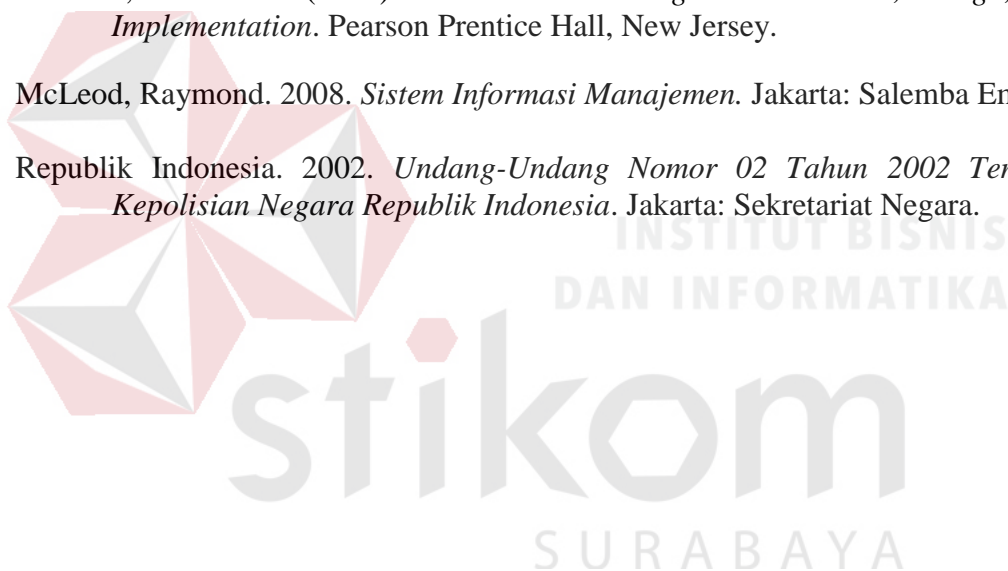 Implementation. Pearson Prentice Hall, New Jersey.
McLeod, Raymond. 2008. Sistem Informasi Manajemen. Jakarta: Salemba
Republik Indonesia. 2002. Undang-Undang Nomor 02 Tahun 2002
Kepolisian Negara Republik Indonesia. Jakarta: Sekretariat Negara.
INSTITUT BISNIS
DAN INFORMATIKA
stikom
SURABAYA